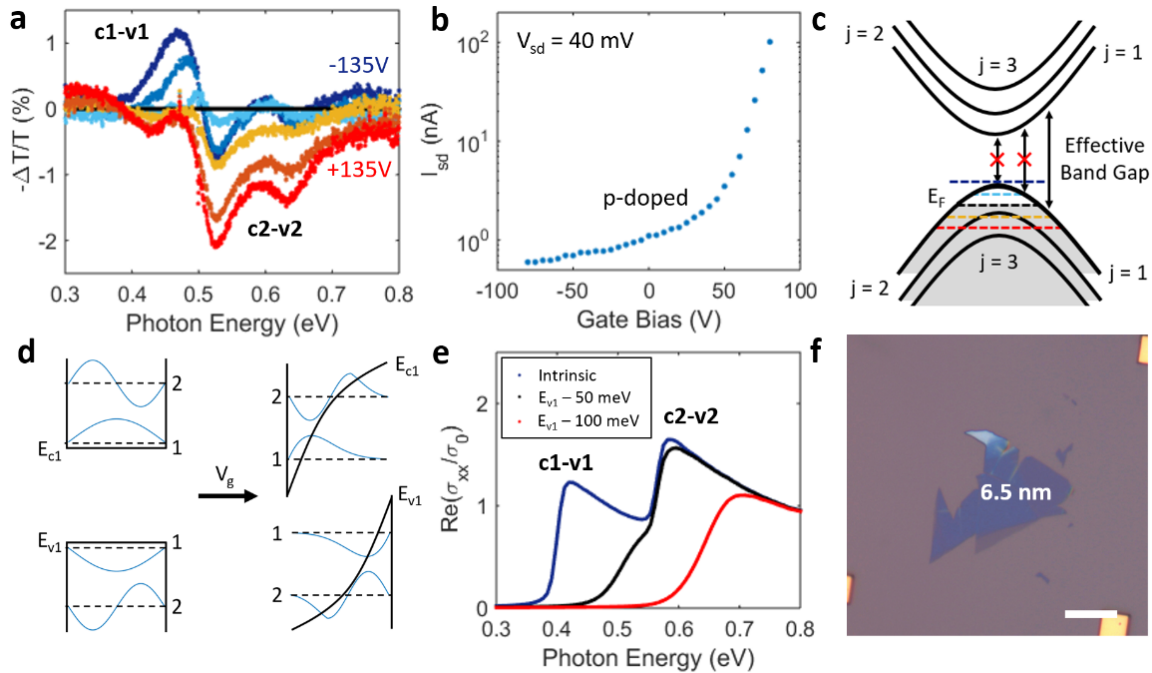 a
c1-v1
-135V
+135V
c2-v2
-ΔT/T (%)
1
0
-1
-2
0.3 0.4 0.5 0.6 0.7 0.8
Photon Energy (eV)
b
V_sd = 40 mV
p-doped
I_sd (nA)
10^2
10^1
10^0
-100 -50 0 50 100
Gate Bias (V)
c
j = 2
j = 1
j = 3
Effective
Band Gap
E_F
j = 3
j = 2
j = 1
d
2
E_c1
1
E_v1
1
2
V_g
E_c1
2
1
E_v1
1
2
e
Intrinsic
E_v1 – 50 meV
E_v1 – 100 meV
c2-v2
c1-v1
Re(σ_xx/σ_0)
2
1
0
0.3 0.4 0.5 0.6 0.7 0.8
Photon Energy (eV)
f
6.5 nm